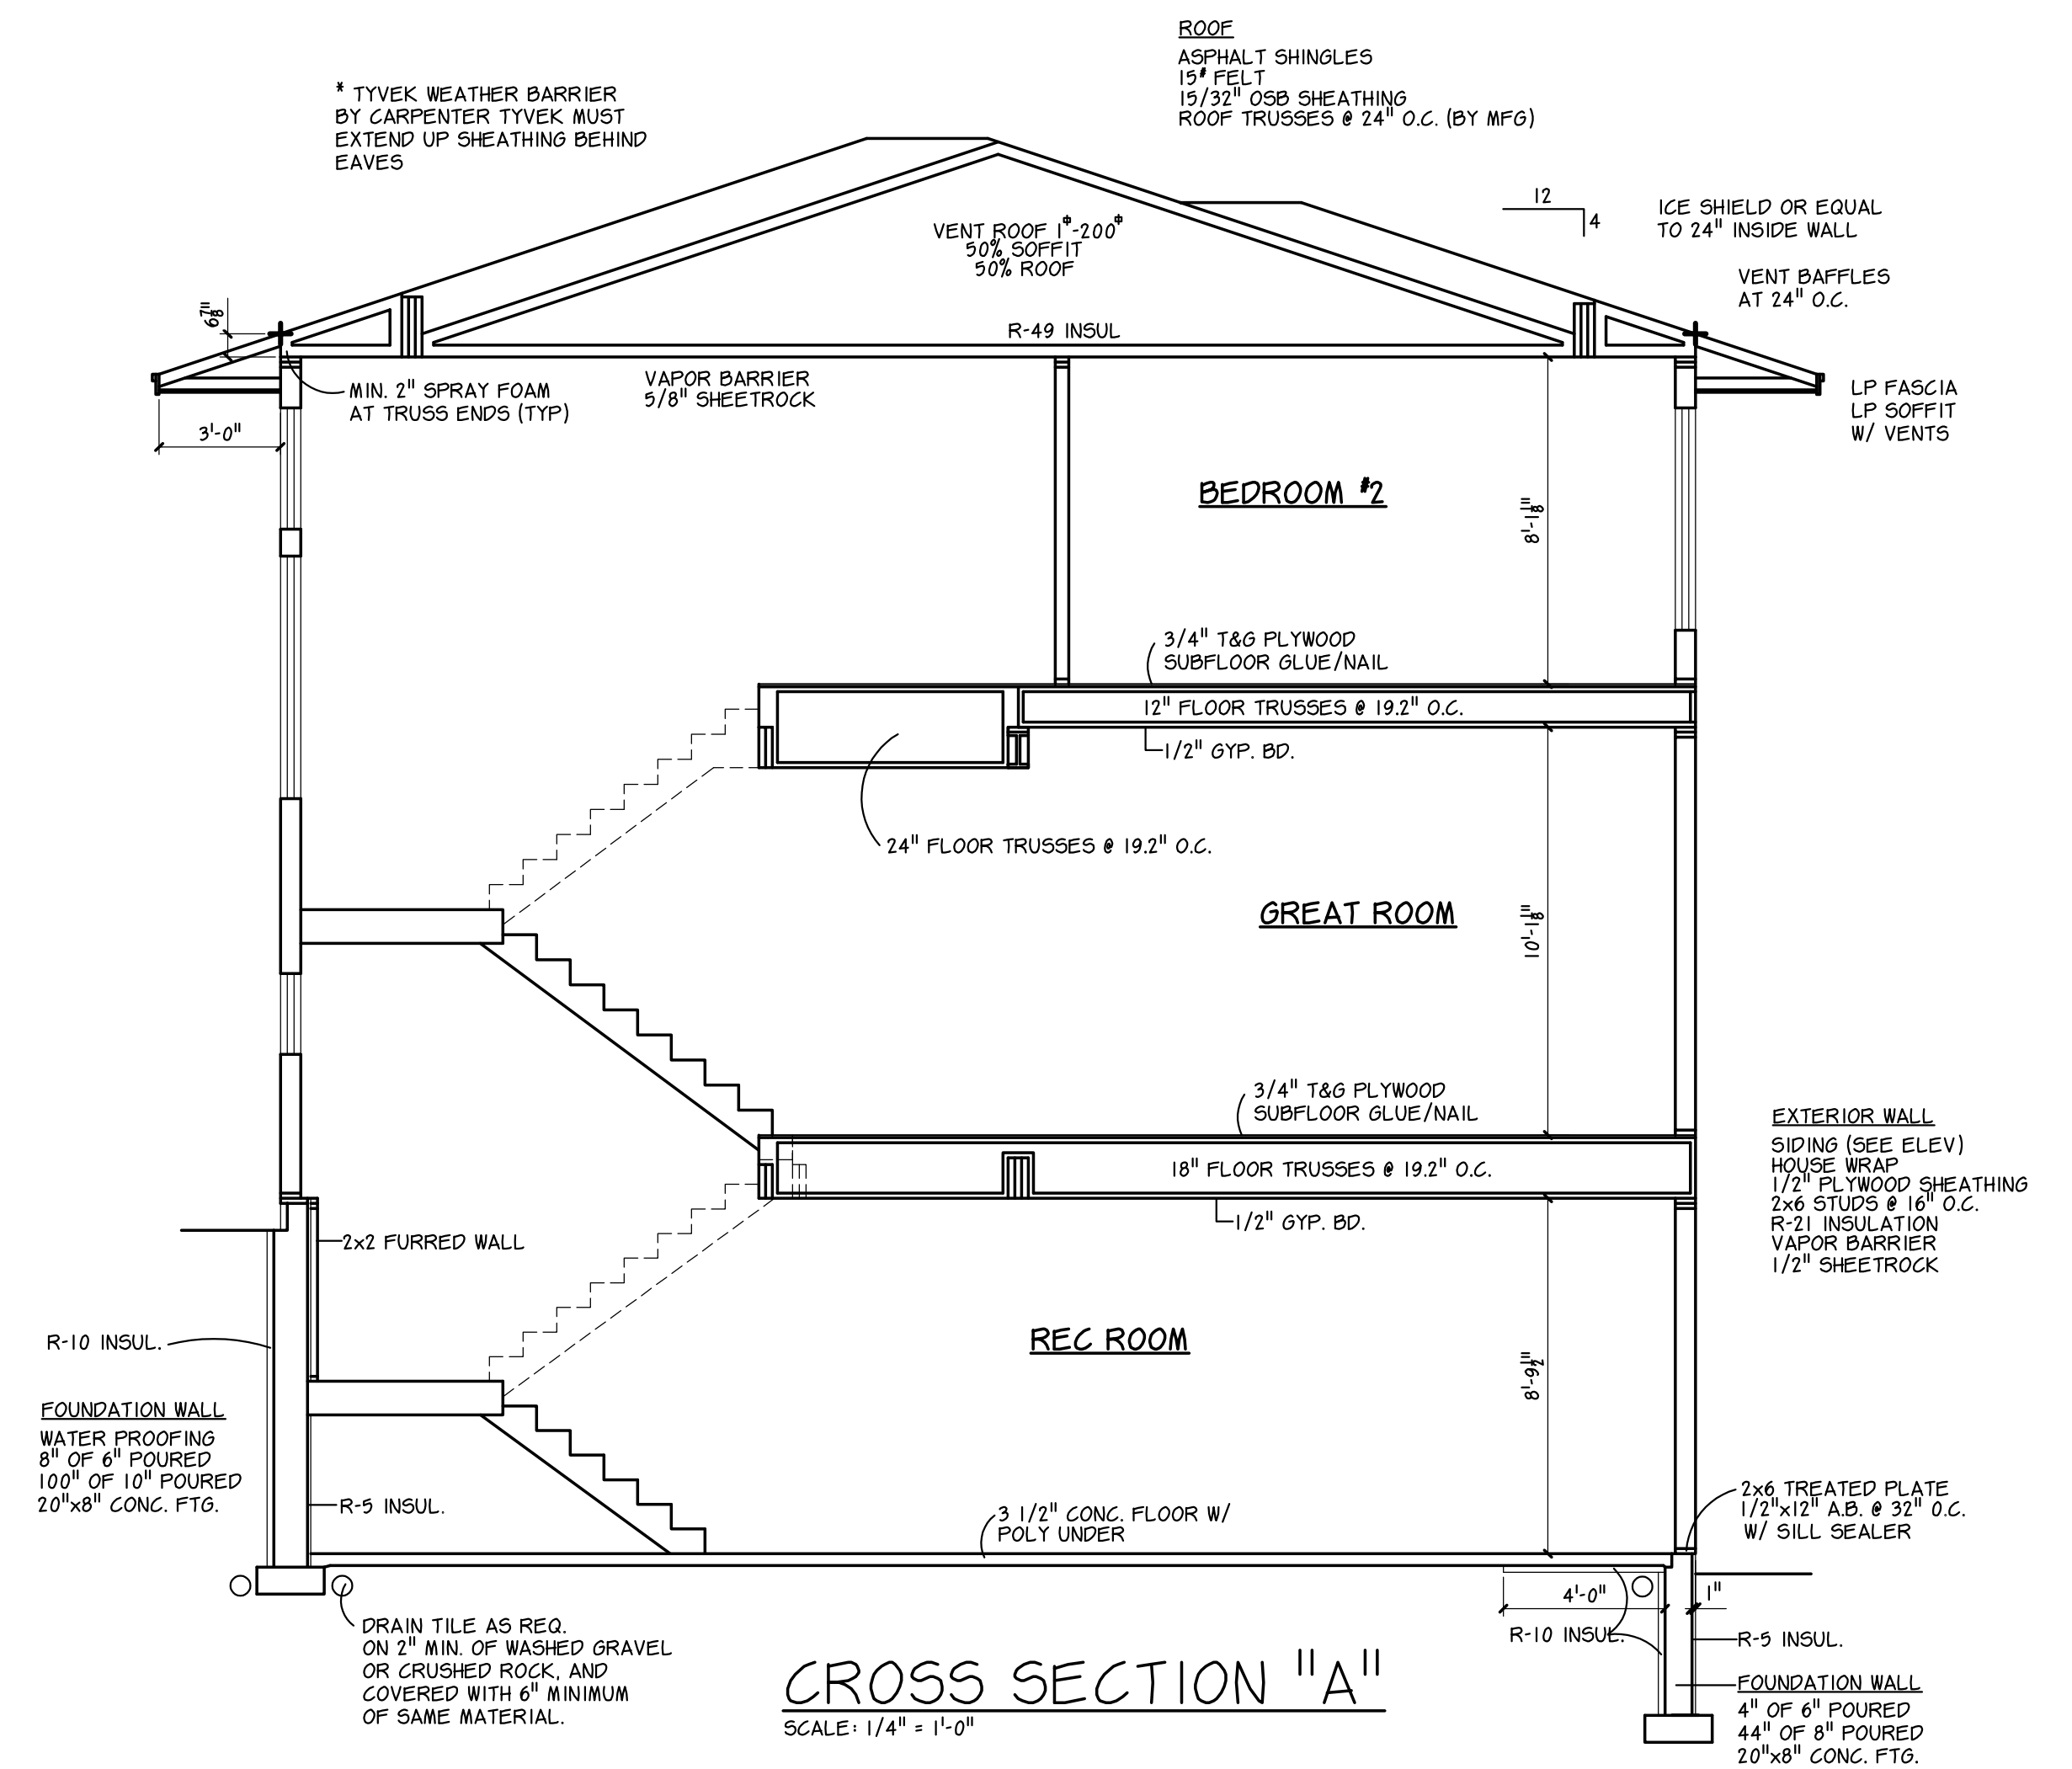 ROOF
ASPHALT SHINGLES
15# FELT
15/32" OSB SHEATHING
ROOF TRUSSES @ 24" O.C. (BY MFG)
* TYVEK WEATHER BARRIER
BY CARPENTER TYVEK MUST
EXTEND UP SHEATHING BEHIND
EAVES
12
4
ICE SHIELD OR EQUAL
TO 24" INSIDE WALL
VENT BAFFLES
AT 24" O.C.
VENT ROOF 1⌽-200⌽
50% SOFFIT
50% ROOF
6 7/8"
R-49 INSUL
MIN. 2" SPRAY FOAM
AT TRUSS ENDS (TYP)
VAPOR BARRIER
5/8" SHEETROCK
LP FASCIA
LP SOFFIT
W/ VENTS
3'-0"
BEDROOM #2
8'-1 1/8"
3/4" T&G PLYWOOD
SUBFLOOR GLUE/NAIL
12" FLOOR TRUSSES @ 19.2" O.C.
1/2" GYP. BD.
24" FLOOR TRUSSES @ 19.2" O.C.
GREAT ROOM
10'-1 1/8"
3/4" T&G PLYWOOD
SUBFLOOR GLUE/NAIL
18" FLOOR TRUSSES @ 19.2" O.C.
1/2" GYP. BD.
EXTERIOR WALL
SIDING (SEE ELEV)
HOUSE WRAP
1/2" PLYWOOD SHEATHING
2x6 STUDS @ 16" O.C.
R-21 INSULATION
VAPOR BARRIER
1/2" SHEETROCK
2x2 FURRED WALL
R-10 INSUL.
REC ROOM
8'-9 1/2"
FOUNDATION WALL
WATER PROOFING
8" OF 6" POURED
100" OF 10" POURED
20"x8" CONC. FTG.
R-5 INSUL.
3 1/2" CONC. FLOOR W/
POLY UNDER
2x6 TREATED PLATE
1/2"x12" A.B. @ 32" O.C.
W/ SILL SEALER
4'-0"
1"
R-10 INSUL.
R-5 INSUL.
DRAIN TILE AS REQ.
ON 2" MIN. OF WASHED GRAVEL
OR CRUSHED ROCK, AND
COVERED WITH 6" MINIMUM
OF SAME MATERIAL.
FOUNDATION WALL
4" OF 6" POURED
44" OF 8" POURED
20"x8" CONC. FTG.
CROSS SECTION "A"
SCALE: 1/4" = 1'-0"